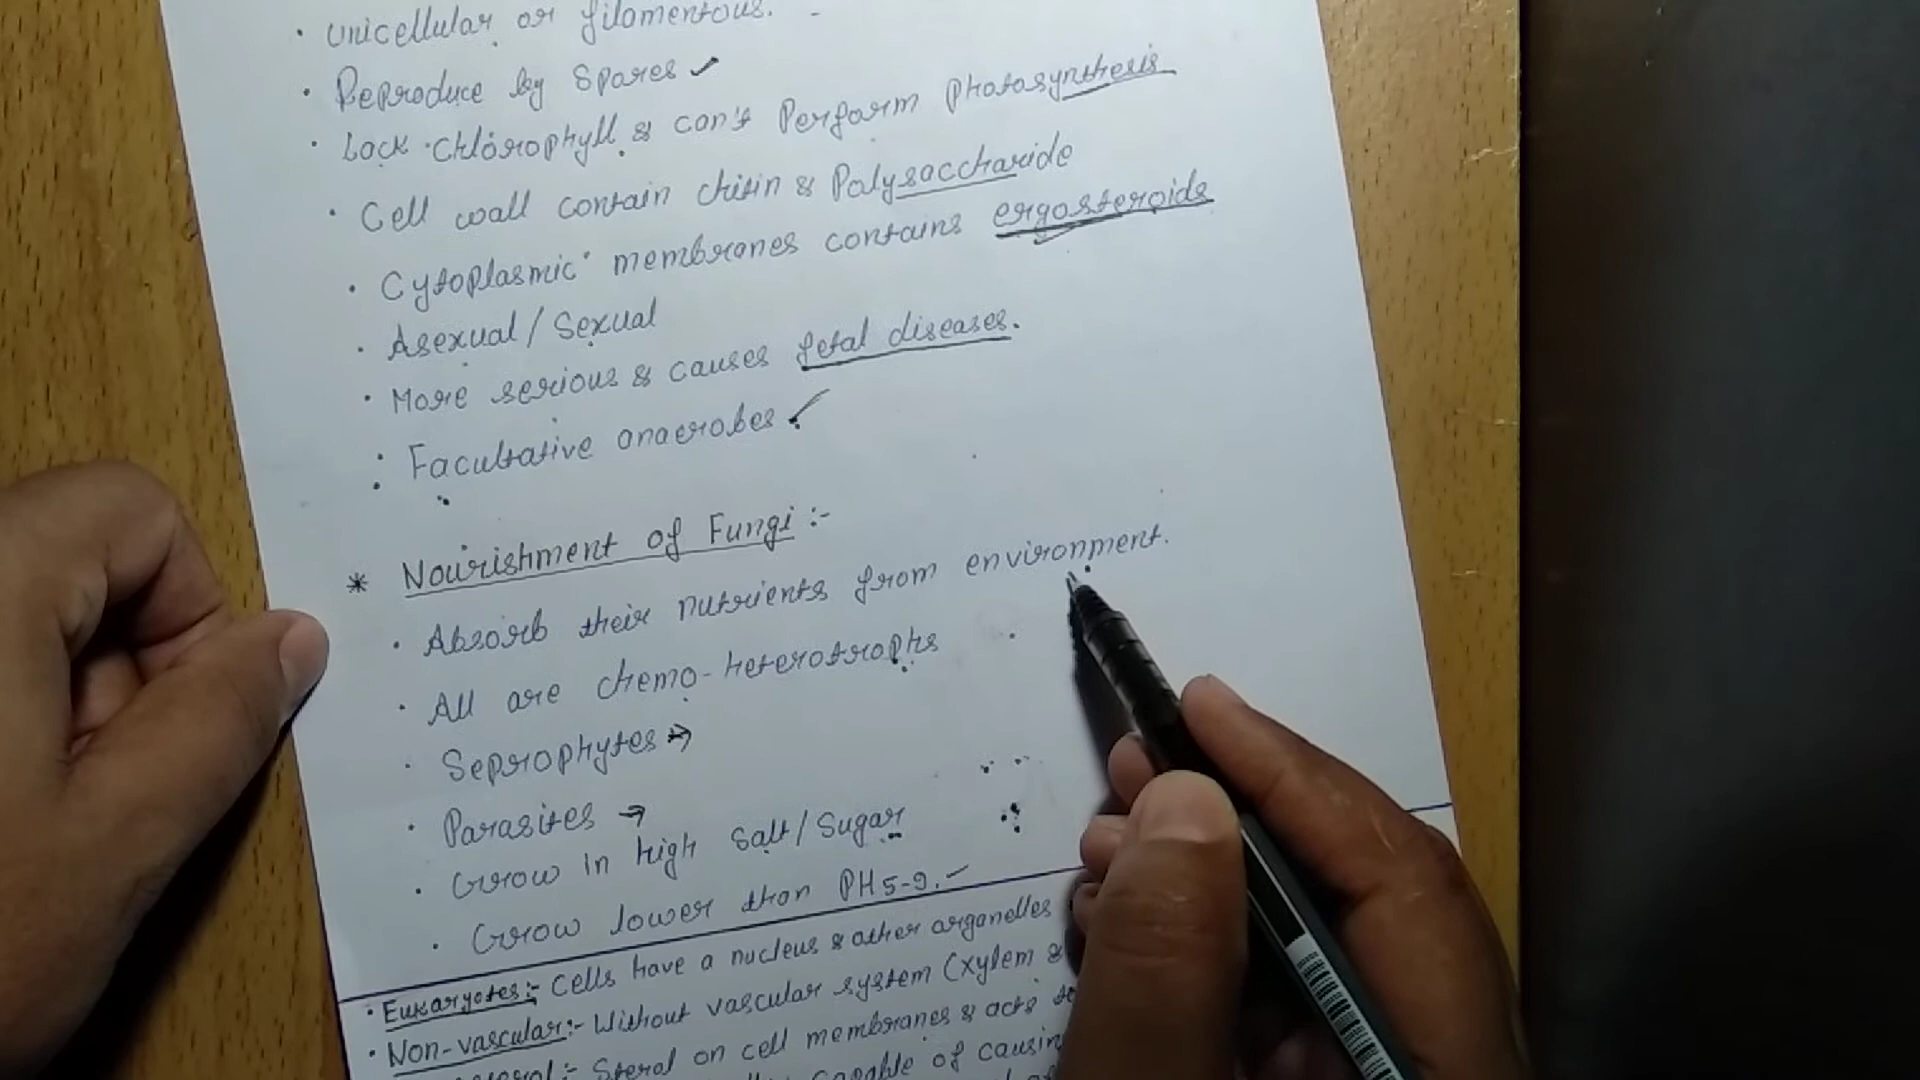 • Unicellular or filamentous.
• Reproduce by Spores
• Lack chlorophyll & can't Perform Photosynthesis
• Cell wall contain chitin & Polysaccharide
• Cytoplasmic membranes contains ergosteroids
• Asexual/Sexual
• More serious & causes fetal diseases.
• Facultative anaerobes
* Nourishment of Fungi :-
• Absorb their nutrients from environment.
• All are chemo-heterotrophs
• Seprophytes →
• Parasites →
• Grow in high Salt/Sugar
• Grow lower than PH 5-9.
• Eukaryotes:- Cells have a nucleus & other organelles
• Non-vascular:- Without vascular system (Xylem &
:- Sterol on cell membranes & acts to
capable of causing